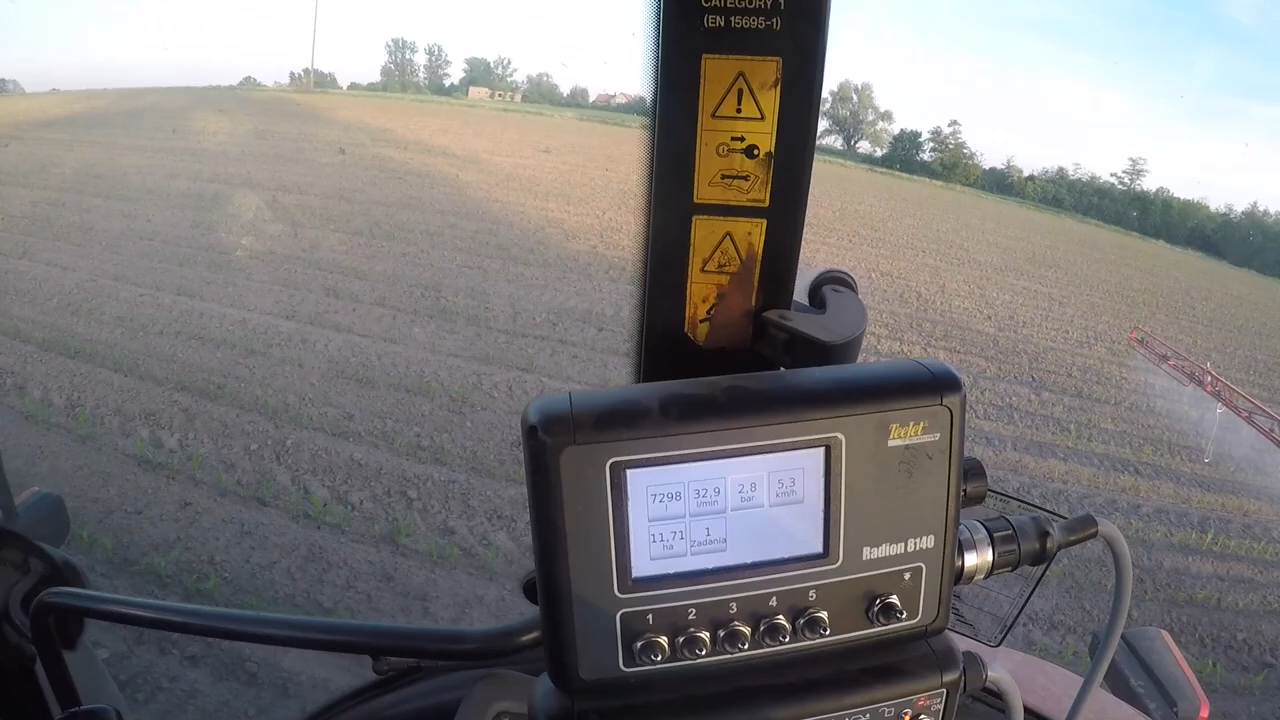 CATEGORY 1
(EN 15695-1)
TeeJet
7298 32,9 2,8 5,3
l l/min bar km/h
11,71 1
ha Zadania
Radion 8140
1 2 3 4 5
ON